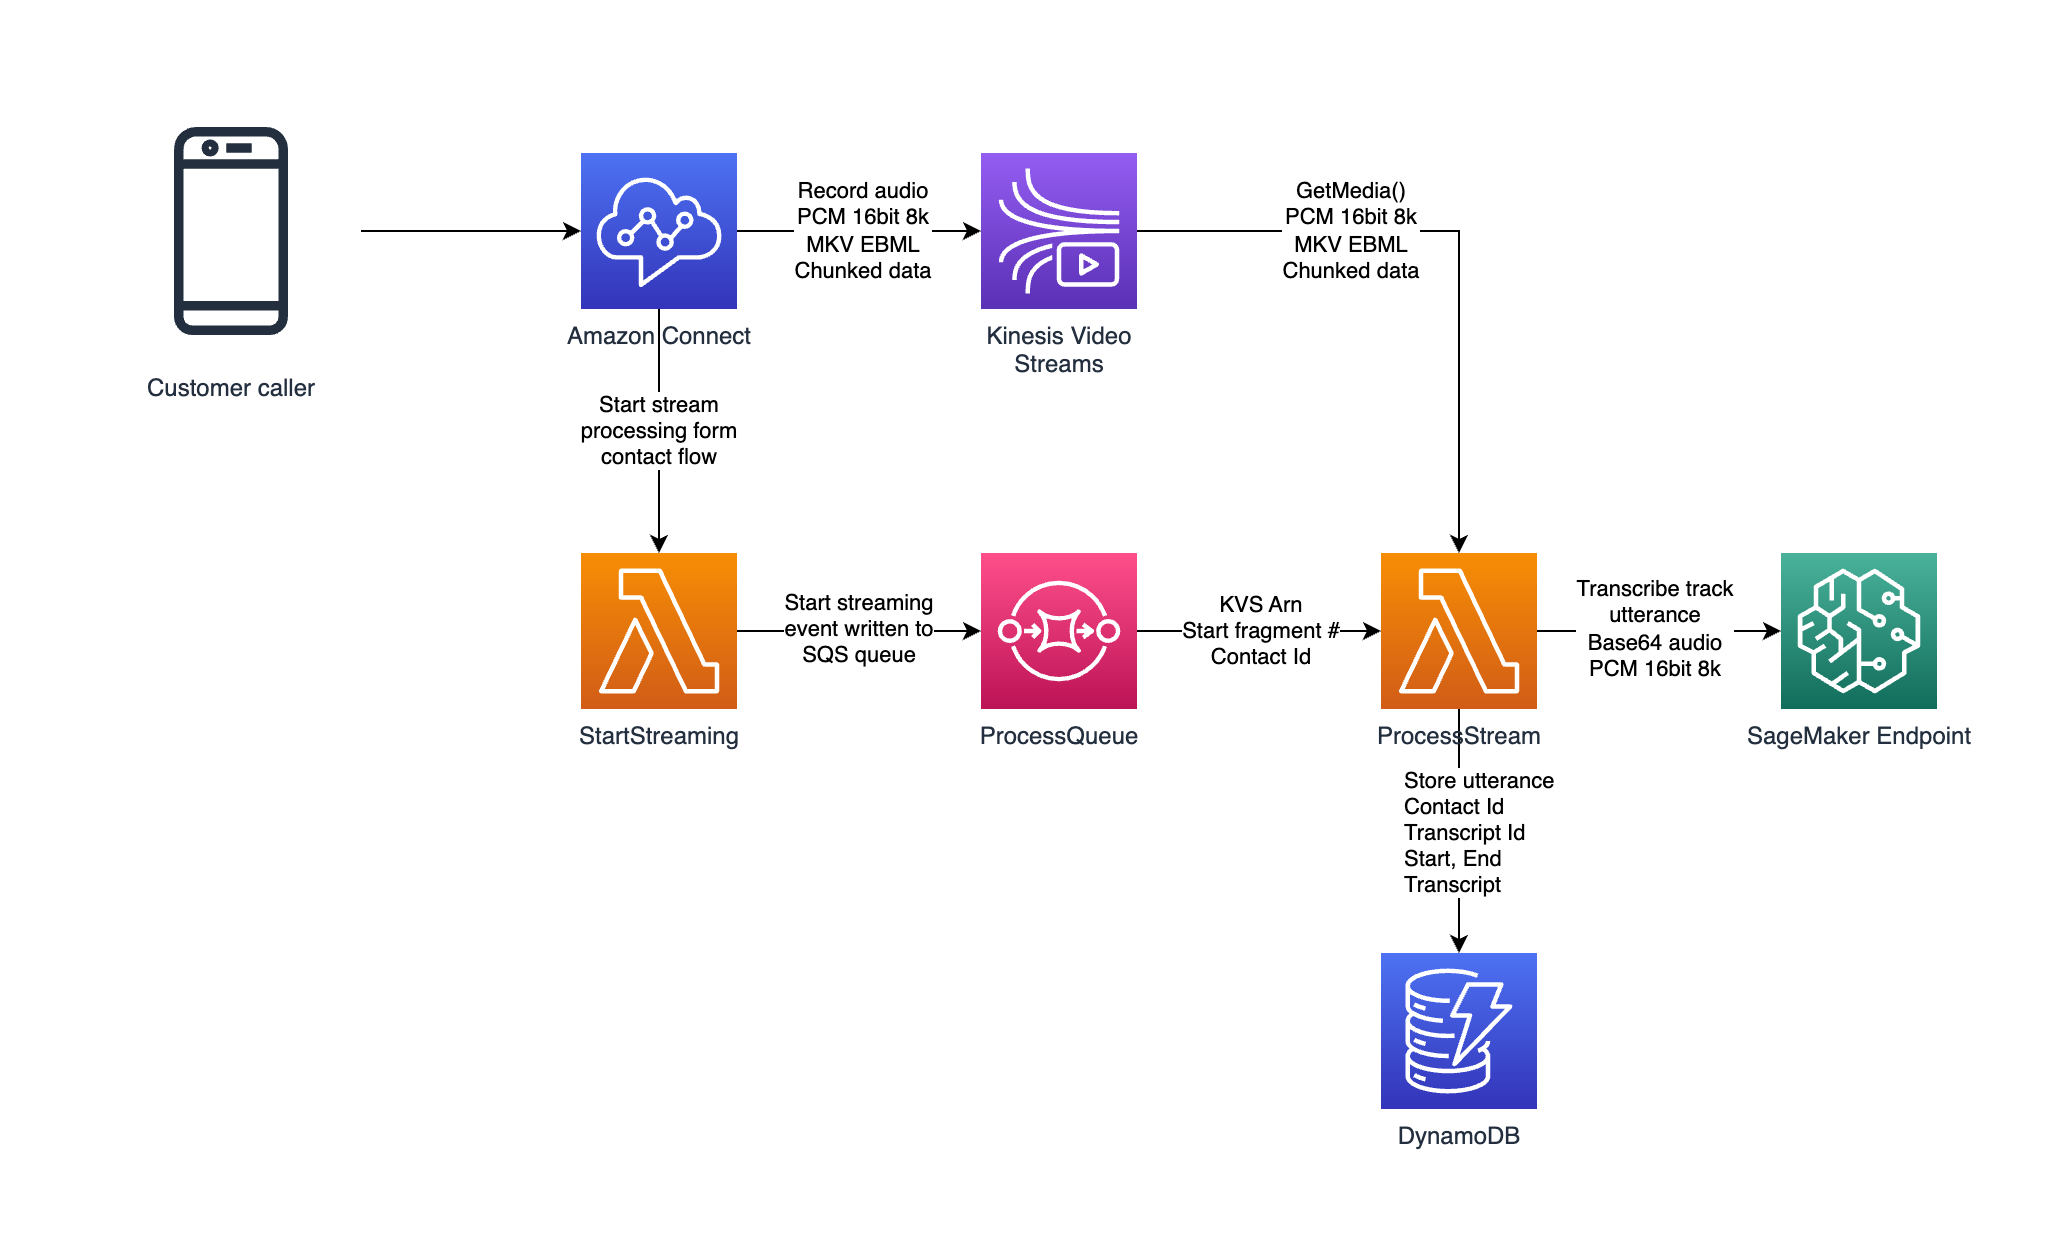 Customer caller
Amazon Connect
Record audio
PCM 16bit 8k
MKV EBML
Chunked data
Kinesis Video
Streams
GetMedia()
PCM 16bit 8k
MKV EBML
Chunked data
Start stream
processing form
contact flow
StartStreaming
Start streaming
event written to
SQS queue
ProcessQueue
KVS Arn
Start fragment #
Contact Id
ProcessStream
Transcribe track
utterance
Base64 audio
PCM 16bit 8k
SageMaker Endpoint
Store utterance
Contact Id
Transcript Id
Start, End
Transcript
DynamoDB